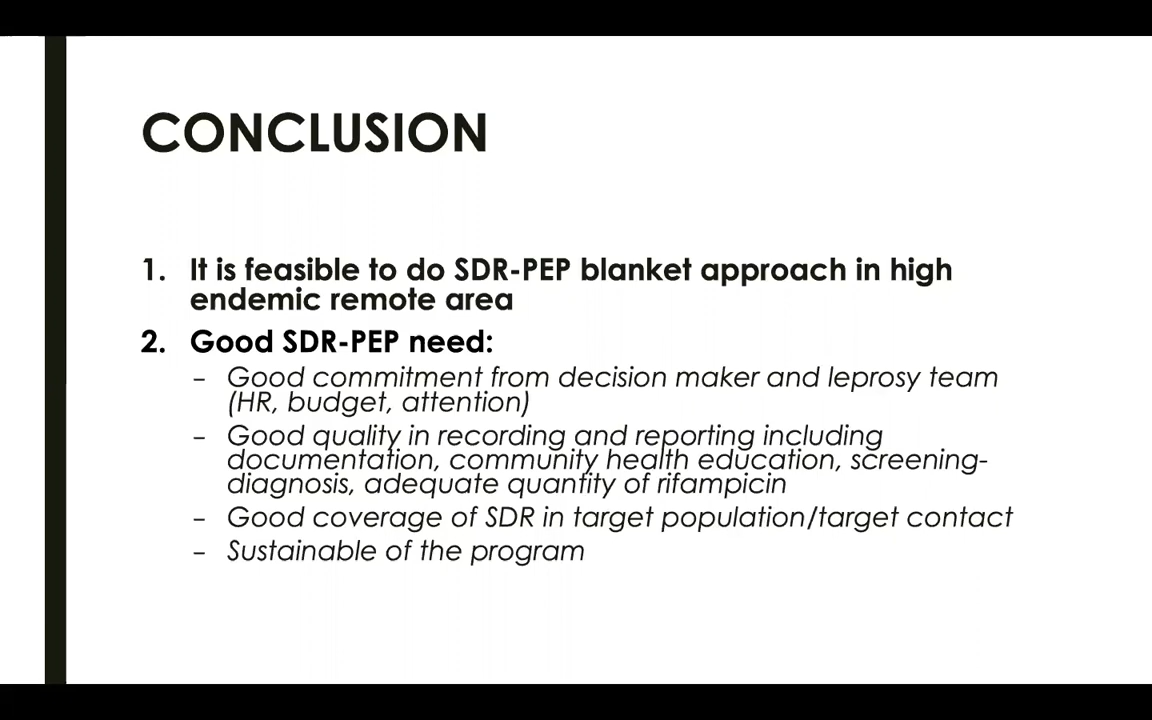 CONCLUSION
1. It is feasible to do SDR-PEP blanket approach in high
endemic remote area
2. Good SDR-PEP need:
– Good commitment from decision maker and leprosy team
(HR, budget, attention)
– Good quality in recording and reporting including
documentation, community health education, screening-
diagnosis, adequate quantity of rifampicin
– Good coverage of SDR in target population/target contact
– Sustainable of the program